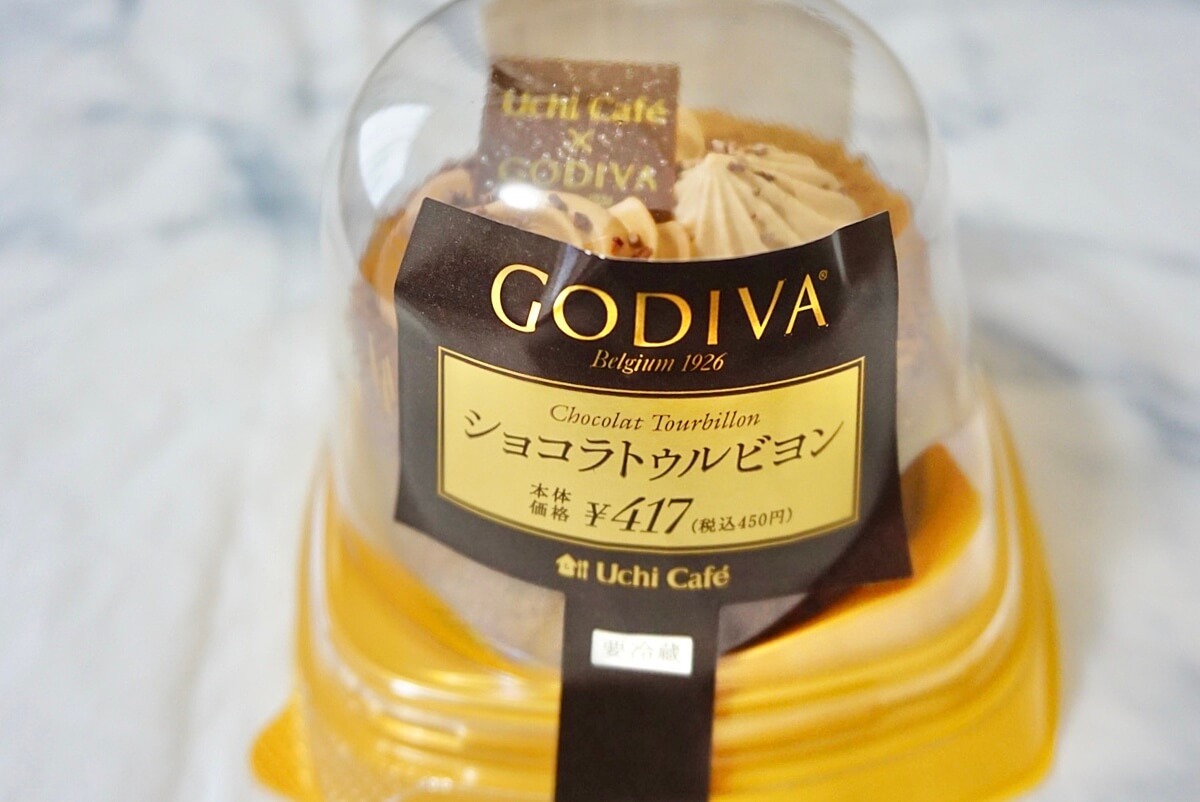 Uchi Café
×
GODIVA
GODIVA®
Belgium 1926
Chocolat Tourbillon
ショコラトゥルビヨン
本体価格 ¥417(税込450円)
Uchi Café
要冷蔵